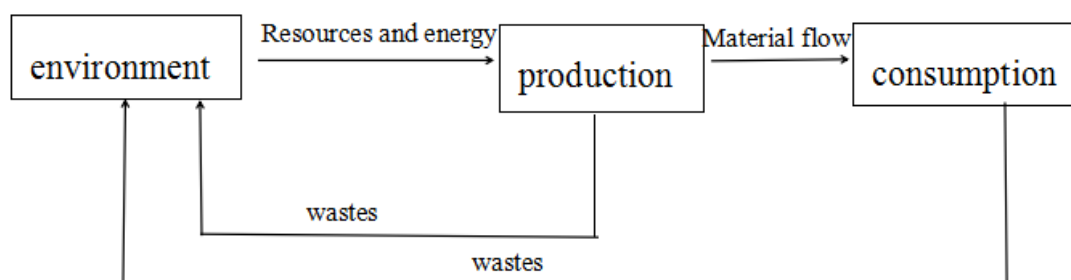 Resources and energy
Material flow
environment
production
consumption
wastes
wastes